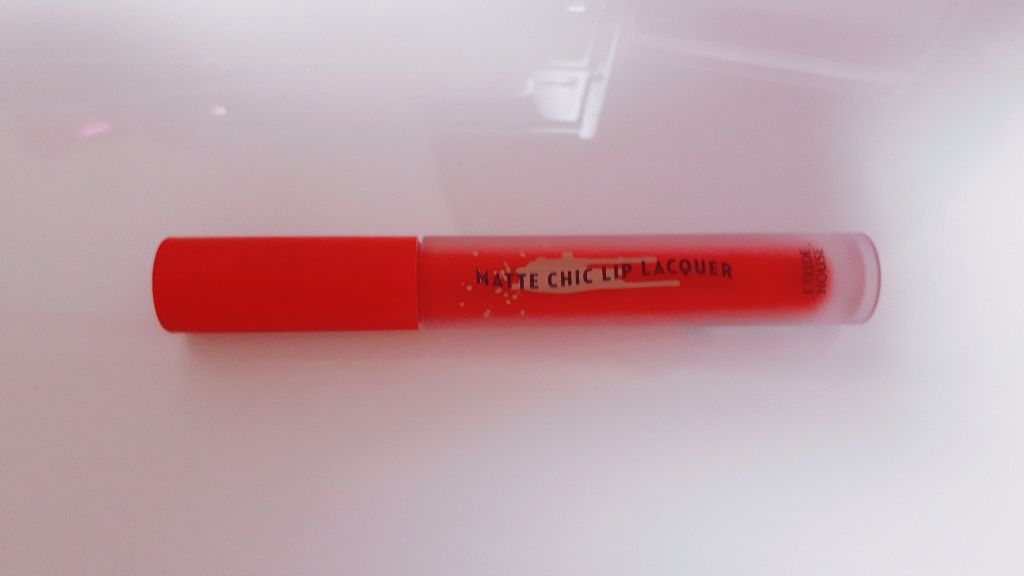 MATTE CHIC LIP LACQUER
ETUDE
HOUSE